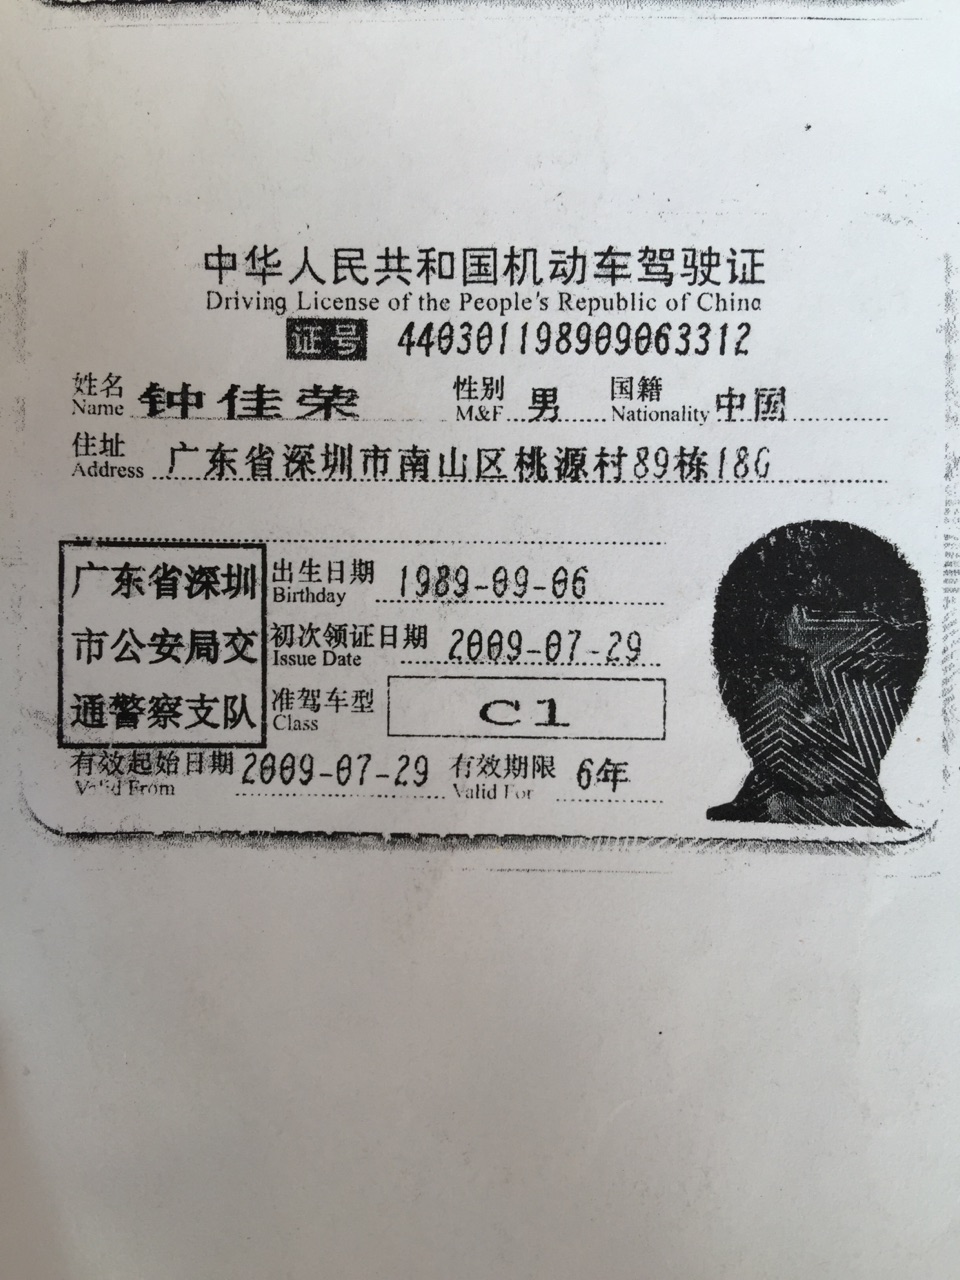 中华人民共和国机动车驾驶证
Driving License of the People's Republic of China
证号 440301198909063312
姓名 Name 钟佳荣 性别 M&F 男 国籍 Nationality 中国
住址 Address 广东省深圳市南山区桃源村89栋18G
广东省深圳
市公安局交
通警察支队
出生日期 Birthday 1989-09-06
初次领证日期 Issue Date 2009-07-29
准驾车型 Class C1
有效起始日期 Valid From 2009-07-29 有效期限 Valid For 6年